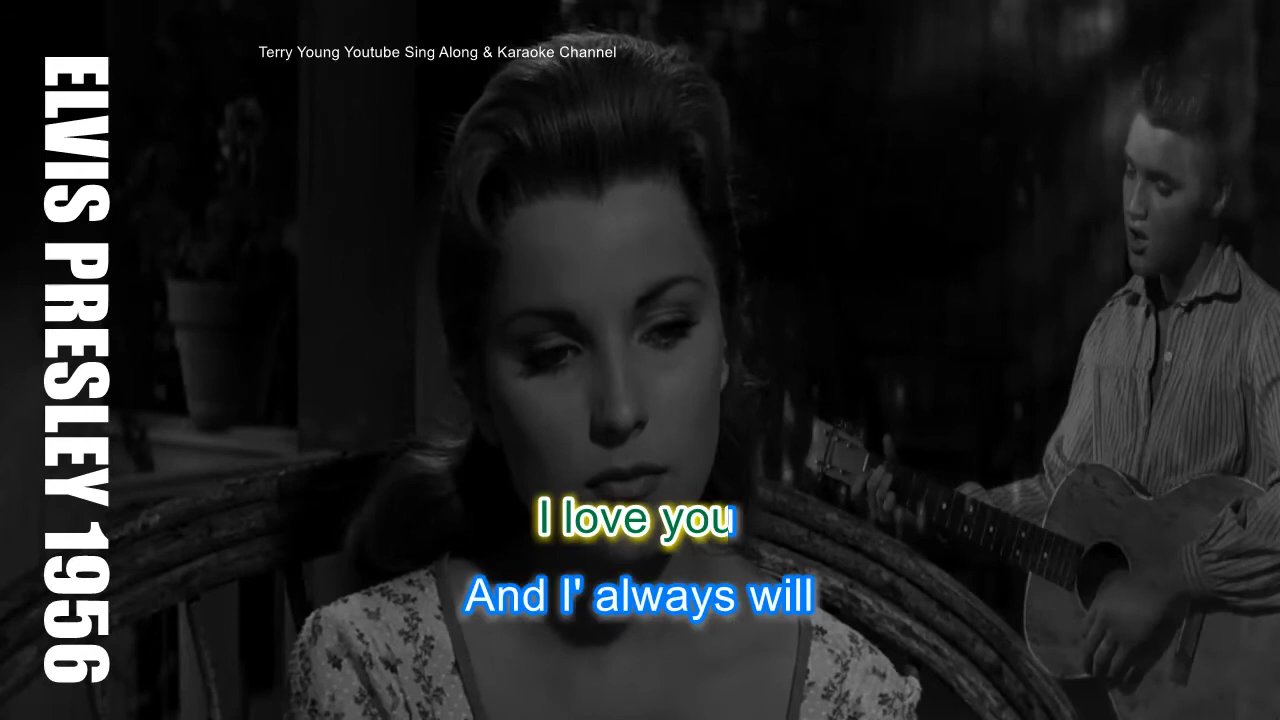 Terry Young Youtube Sing Along & Karaoke Channel
ELVIS PRESLEY 1956
I love you
And I' always will